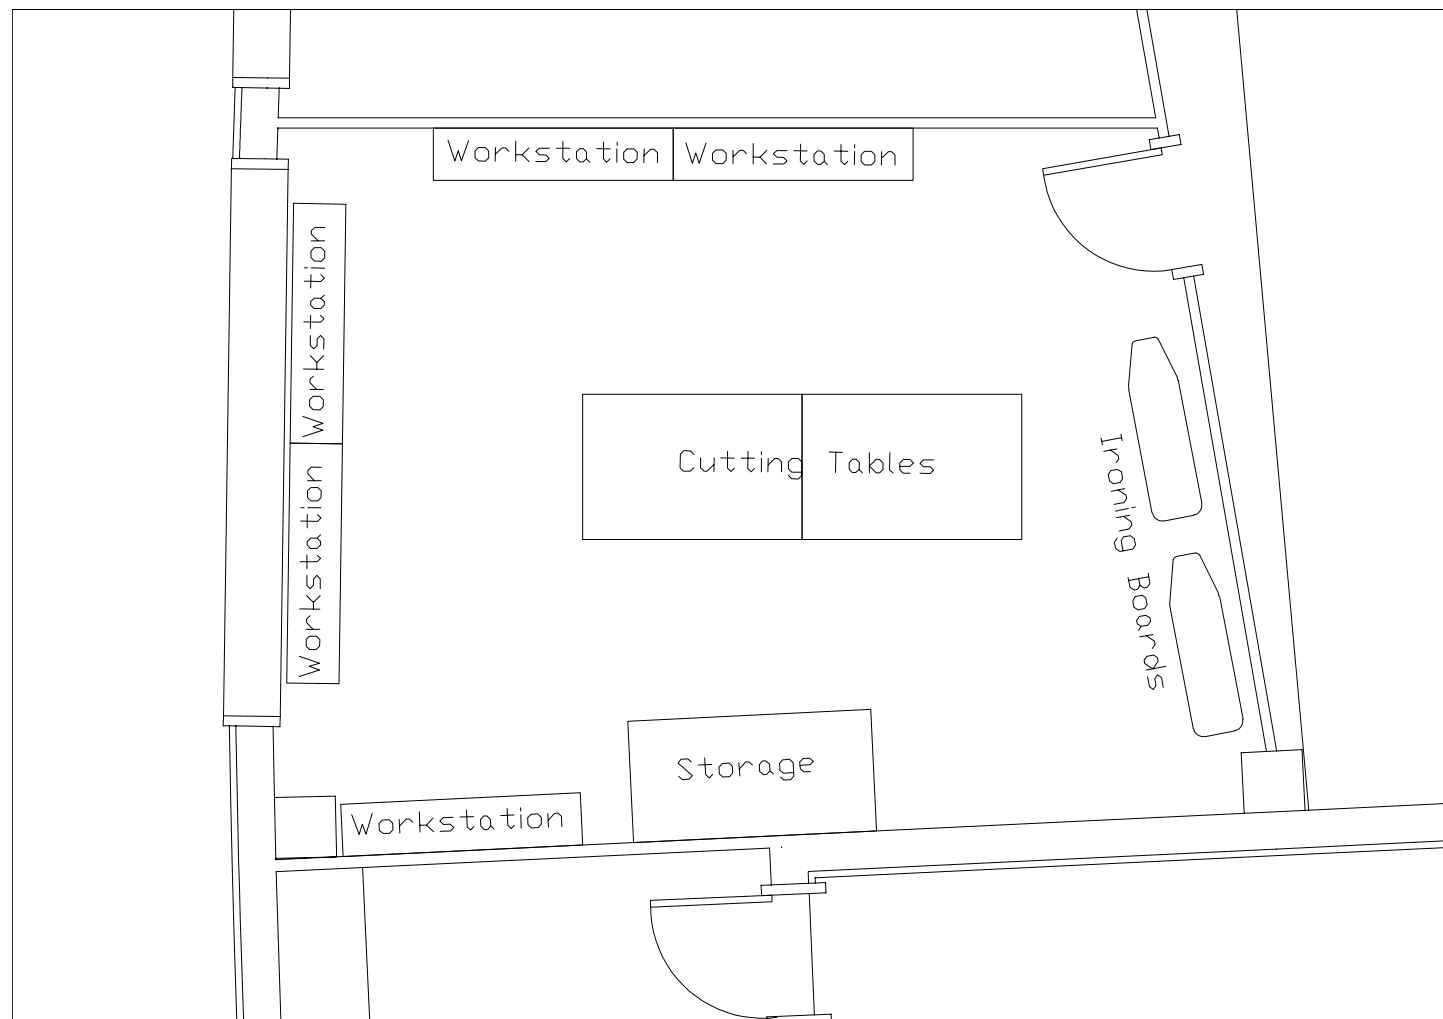 Workstation
Workstation
Workstation
Workstation
Cutting Tables
Ironing Boards
Storage
Workstation